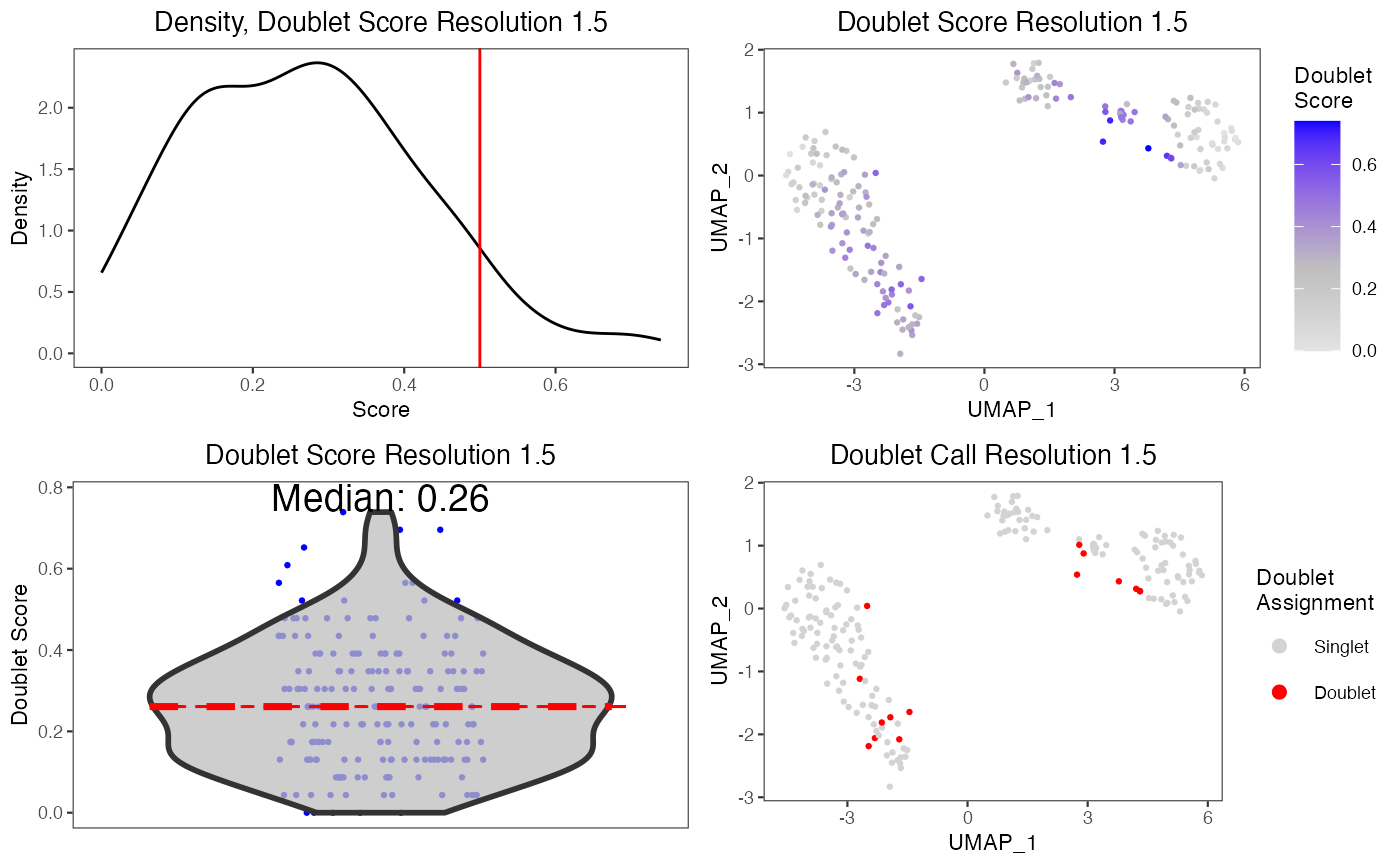 Density, Doublet Score Resolution 1.5
2.0
1.5
1.0
0.5
0.0
Density
0.0 0.2 0.4 0.6
Score
Doublet Score Resolution 1.5
2
1
0
-1
-2
-3
UMAP_2
-3 0 3 6
UMAP_1
Doublet
Score
0.6
0.4
0.2
0.0
Doublet Score Resolution 1.5
Median: 0.26
0.8
0.6
0.4
0.2
0.0
Doublet Score
Doublet Call Resolution 1.5
2
1
0
-1
-2
-3
UMAP_2
-3 0 3 6
UMAP_1
Doublet
Assignment
Singlet
Doublet